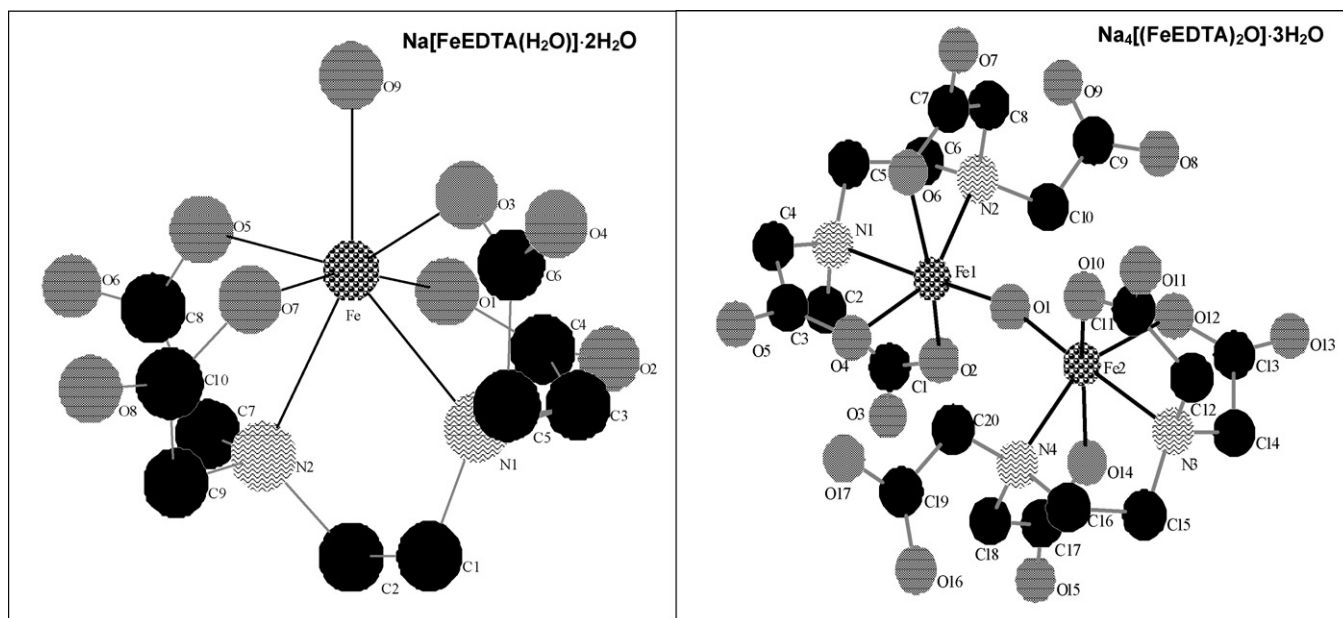 Na[FeEDTA(H₂O)]·2H₂O
O9
O3
O5
O4
O6
C6
O1
Fe
O7
C8
C4
O2
O8
C10
C7
C5
C3
N2
N1
C9
C2
C1
Na₄[(FeEDTA)₂O]·3H₂O
O7
O9
C7
C8
C6
C9
O8
C5
O6
N2
C10
C4
N1
Fe1
O10
O11
O1
C2
C11
O12
O13
O5
C3
O4
C1
O2
Fe2
C13
O3
C12
C20
N4
O14
N3
C14
O17
C19
C16
C15
C18
C17
O16
O15